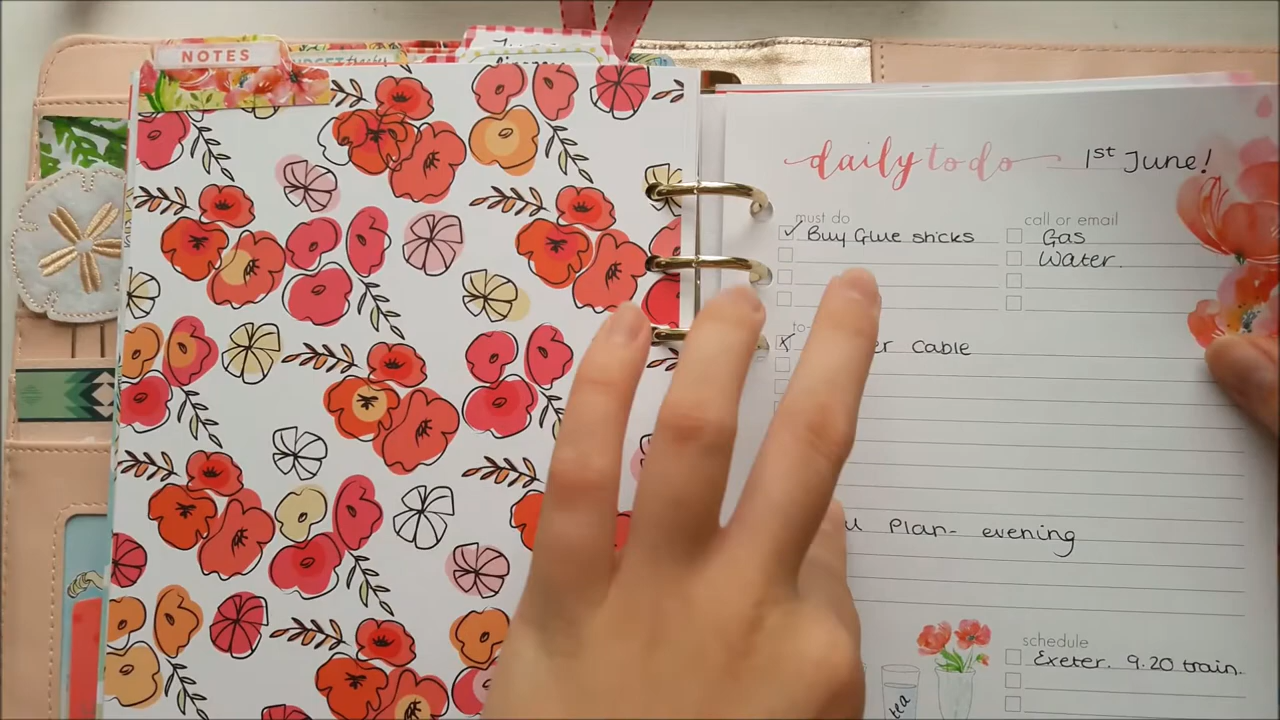 NOTES
daily to do 1st June!
must do
Buy Glue sticks
call or email
Gas
Water.
cable
Plan- evening
schedule
Exeter. 9.20 train.
tea